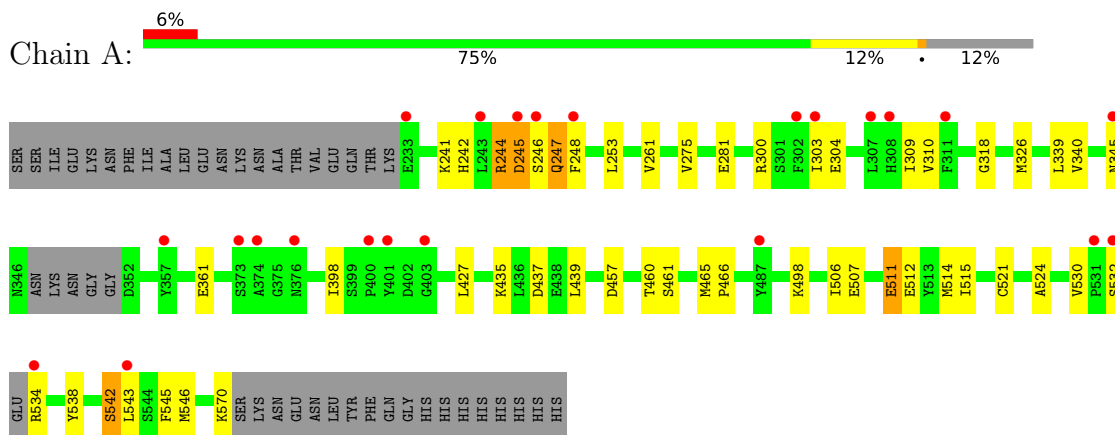 Chain A:
6%
75% 12% • 12%
SER SER ILE GLU LYS ASN PHE ILE ALA LEU GLU ASN LYS ASN ALA THR VAL GLU GLN THR LYS E233 K241 H242 L243 R244 D245 S246 Q247 F248 L253 V261 V275 E281 R300 S301 F302 I303 E304 L307 H308 I309 V310 F311 G318 M326 L339 V340 N345
N346 ASN LYS ASN GLY GLY D352 Y357 E361 S373 A374 G375 N376 I398 S399 P400 Y401 D402 G403 L427 K435 L436 D437 E438 L439 D457 T460 S461 M465 P466 Y487 K498 I506 E507 E511 E512 Y513 M514 I515 C521 A524 V530 P531 S532
GLU R534 Y538 S542 L543 S544 F545 M546 K570 SER LYS ASN GLU ASN LEU TYR PHE GLN GLY HIS HIS HIS HIS HIS HIS HIS HIS